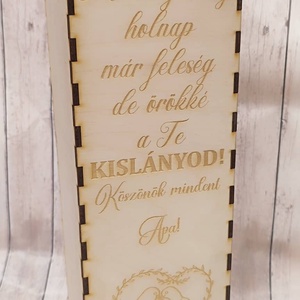 holnap
már feleség
de örökké
a Te
KISLÁNYOD!
Köszönök mindent
Apa!